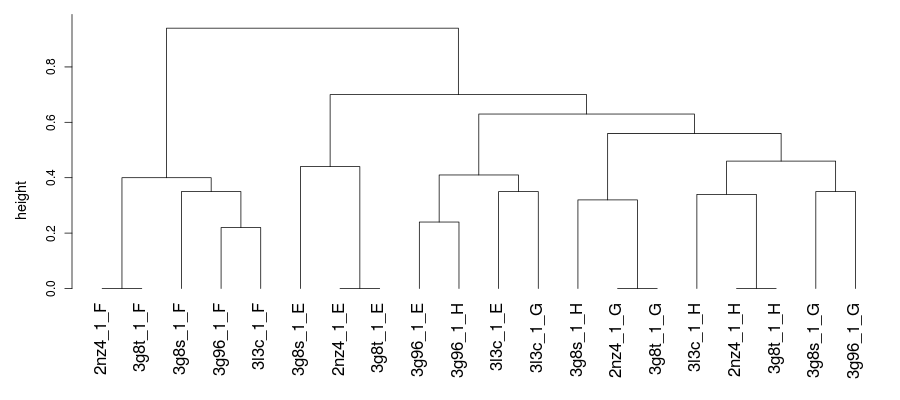 height
0.0
0.2
0.4
0.6
0.8
2nz4_1_F
3g8t_1_F
3g8s_1_F
3g96_1_F
3l3c_1_F
3g8s_1_E
2nz4_1_E
3g8t_1_E
3g96_1_E
3g96_1_H
3l3c_1_E
3l3c_1_G
3g8s_1_H
2nz4_1_G
3g8t_1_G
3l3c_1_H
2nz4_1_H
3g8t_1_H
3g8s_1_G
3g96_1_G